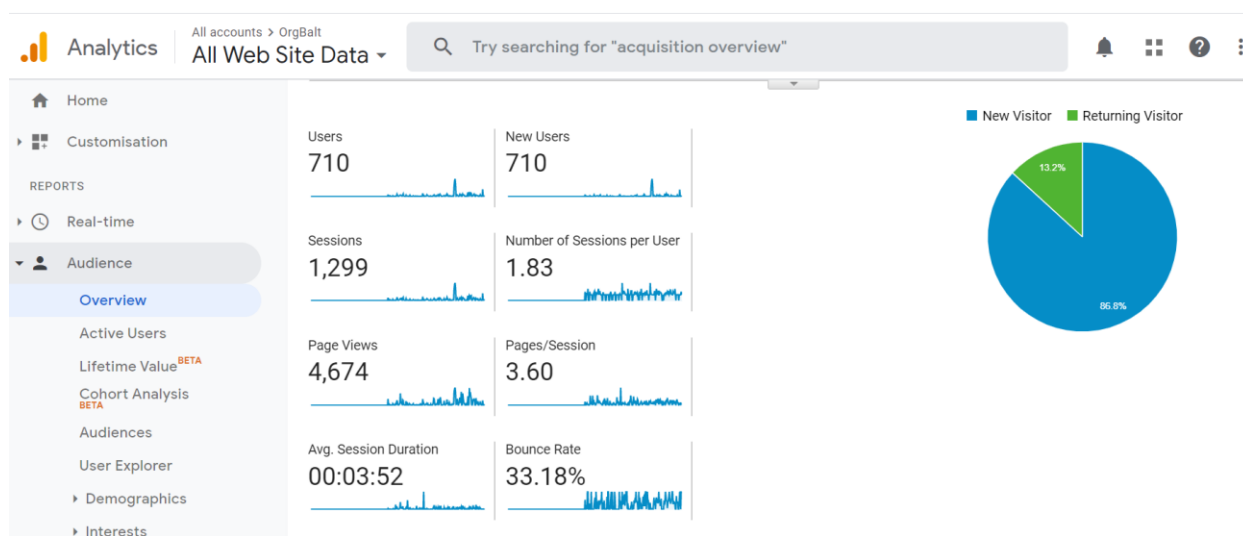 Analytics
All accounts > OrgBalt
All Web Site Data
Try searching for "acquisition overview"
Home
Customisation
REPORTS
Real-time
Audience
Overview
Active Users
Lifetime Value BETA
Cohort Analysis
BETA
Audiences
User Explorer
Demographics
Interests
Users
710
New Users
710
Sessions
1,299
Number of Sessions per User
1.83
Page Views
4,674
Pages/Session
3.60
Avg. Session Duration
00:03:52
Bounce Rate
33.18%
New Visitor
Returning Visitor
13.2%
86.8%